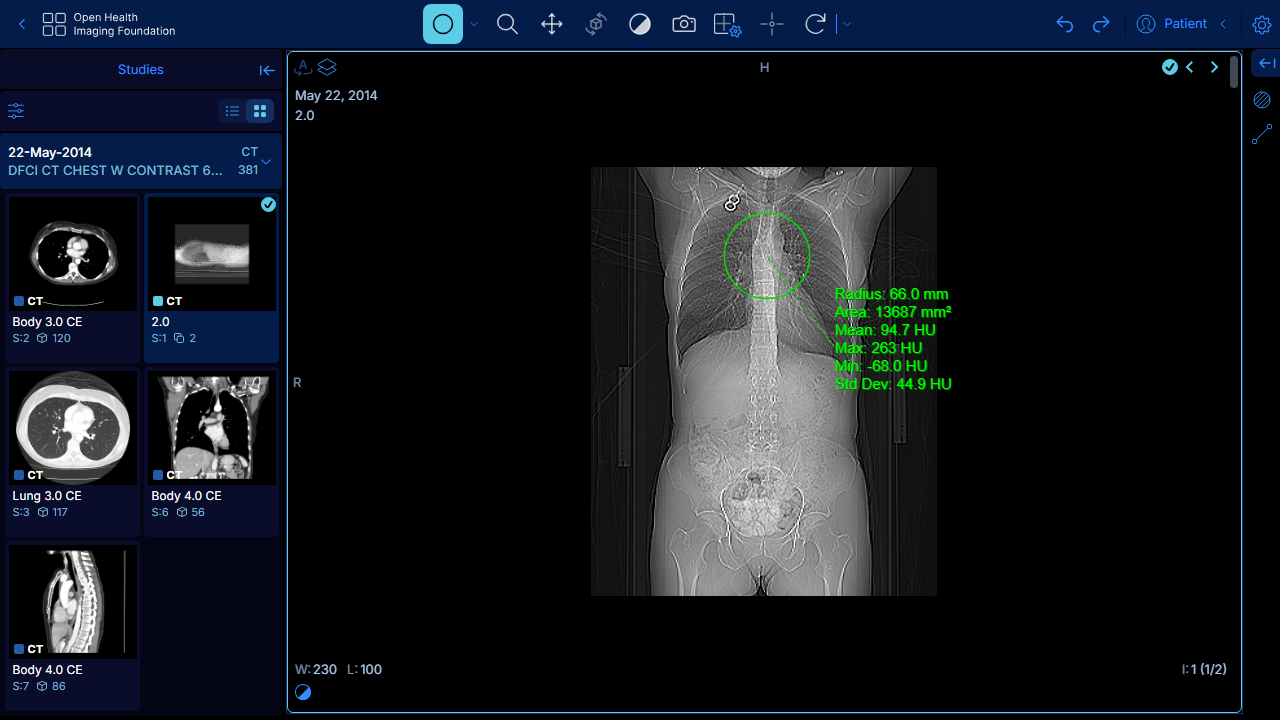 Open Health
Imaging Foundation
Patient
Studies
22-May-2014
CT
DFCI CT CHEST W CONTRAST 6...
381
CT
Body 3.0 CE
S:2 120
CT
2.0
S:1 2
CT
Lung 3.0 CE
S:3 117
CT
Body 4.0 CE
S:6 56
CT
Body 4.0 CE
S:7 86
A
H
May 22, 2014
2.0
R
Radius: 66.0 mm
Area: 13687 mm²
Mean: 94.7 HU
Max: 263 HU
Min: -68.0 HU
Std Dev: 44.9 HU
W: 230 L: 100
I: 1 (1/2)